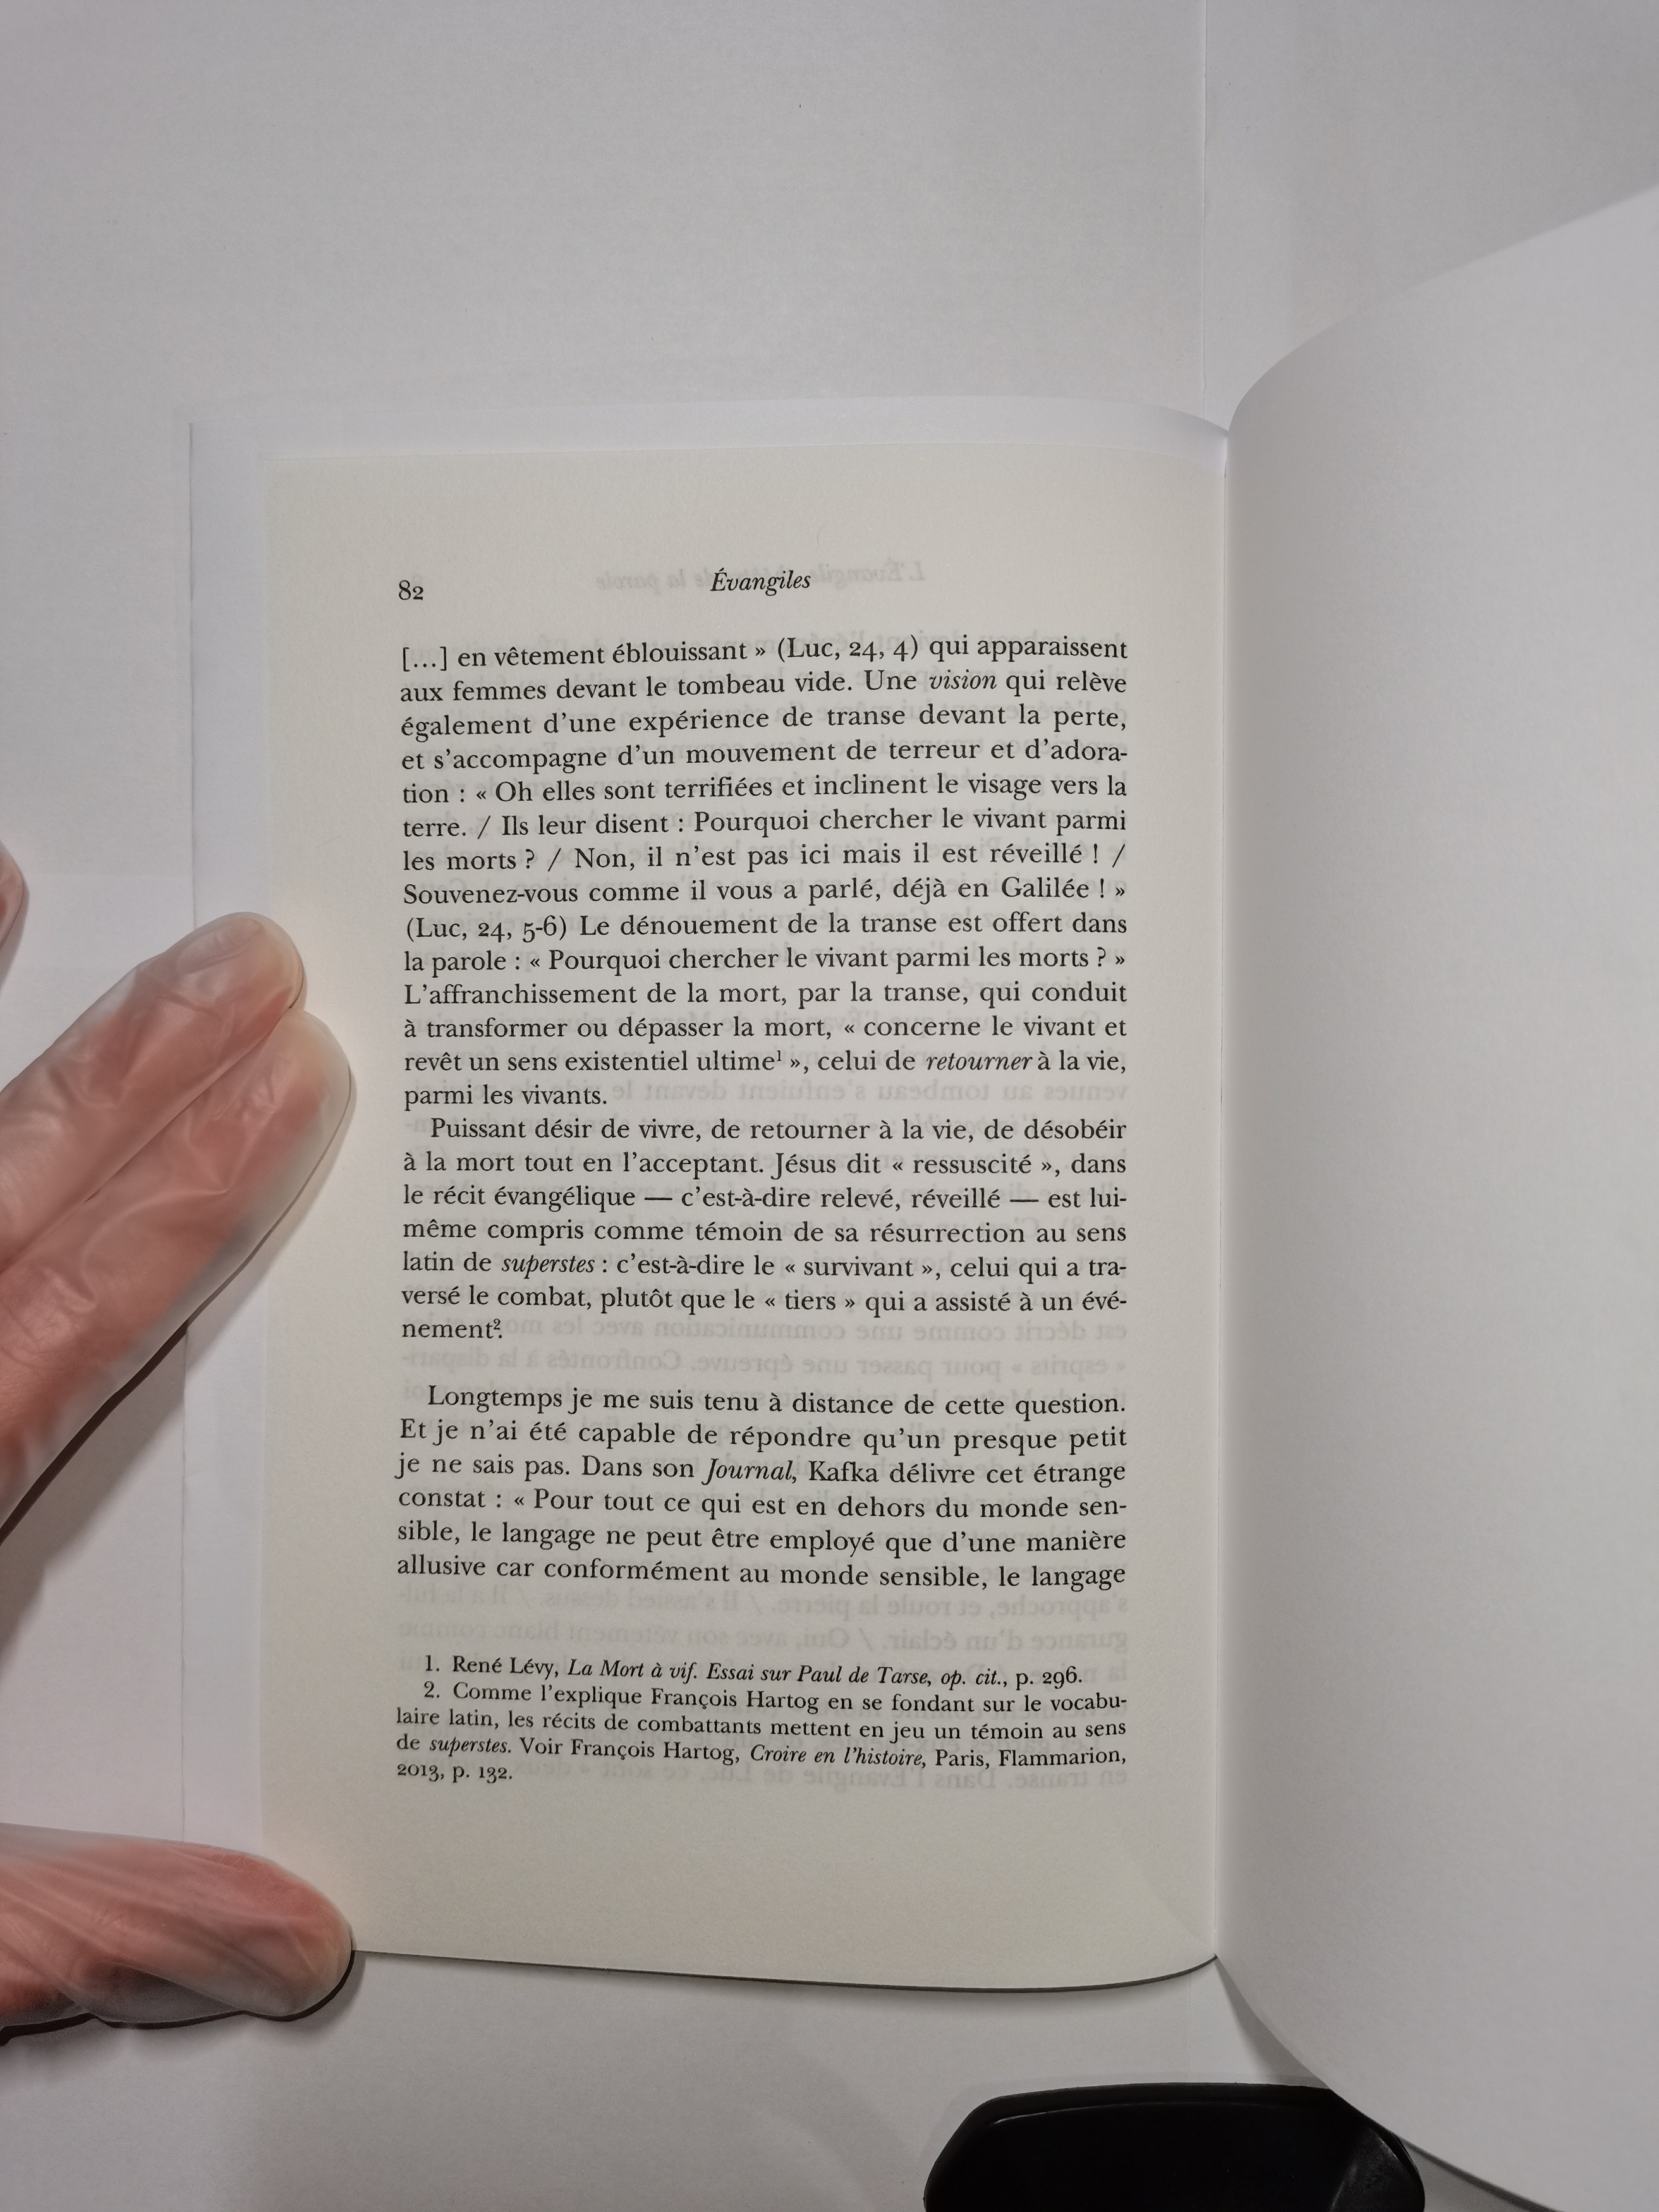 82
Évangiles
[…] en vêtement éblouissant » (Luc, 24, 4) qui apparaissent
aux femmes devant le tombeau vide. Une vision qui relève
également d'une expérience de transe devant la perte,
et s'accompagne d'un mouvement de terreur et d'adora-
tion : « Oh elles sont terrifiées et inclinent le visage vers la
terre. / Ils leur disent : Pourquoi chercher le vivant parmi
les morts ? / Non, il n'est pas ici mais il est réveillé ! /
Souvenez-vous comme il vous a parlé, déjà en Galilée ! »
(Luc, 24, 5-6) Le dénouement de la transe est offert dans
la parole : « Pourquoi chercher le vivant parmi les morts ? »
L'affranchissement de la mort, par la transe, qui conduit
à transformer ou dépasser la mort, « concerne le vivant et
revêt un sens existentiel ultime¹ », celui de retourner à la vie,
parmi les vivants.
Puissant désir de vivre, de retourner à la vie, de désobéir
à la mort tout en l'acceptant. Jésus dit « ressuscité », dans
le récit évangélique — c'est-à-dire relevé, réveillé — est lui-
même compris comme témoin de sa résurrection au sens
latin de superstes : c'est-à-dire le « survivant », celui qui a tra-
versé le combat, plutôt que le « tiers » qui a assisté à un évé-
nement².
Longtemps je me suis tenu à distance de cette question.
Et je n'ai été capable de répondre qu'un presque petit
je ne sais pas. Dans son Journal, Kafka délivre cet étrange
constat : « Pour tout ce qui est en dehors du monde sen-
sible, le langage ne peut être employé que d'une manière
allusive car conformément au monde sensible, le langage
1. René Lévy, La Mort à vif. Essai sur Paul de Tarse, op. cit., p. 296.
2. Comme l'explique François Hartog en se fondant sur le vocabu-
laire latin, les récits de combattants mettent en jeu un témoin au sens
de superstes. Voir François Hartog, Croire en l'histoire, Paris, Flammarion,
2013, p. 132.